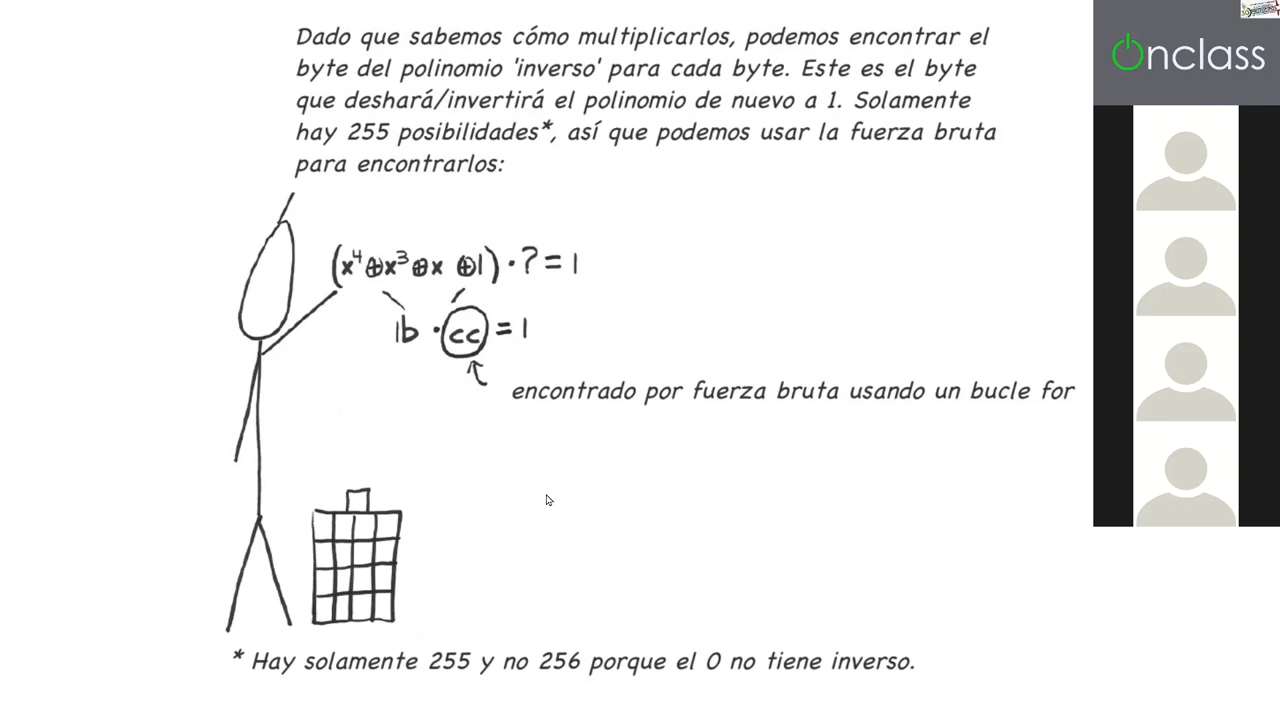 Dado que sabemos cómo multiplicarlos, podemos encontrar el
byte del polinomio 'inverso' para cada byte. Este es el byte
que deshará/invertirá el polinomio de nuevo a 1. Solamente
hay 255 posibilidades*, así que podemos usar la fuerza bruta
para encontrarlos:
(x⁴⊕x³⊕x ⊕1)·?=1
1b · cc = 1
encontrado por fuerza bruta usando un bucle for
* Hay solamente 255 y no 256 porque el 0 no tiene inverso.
Onclass